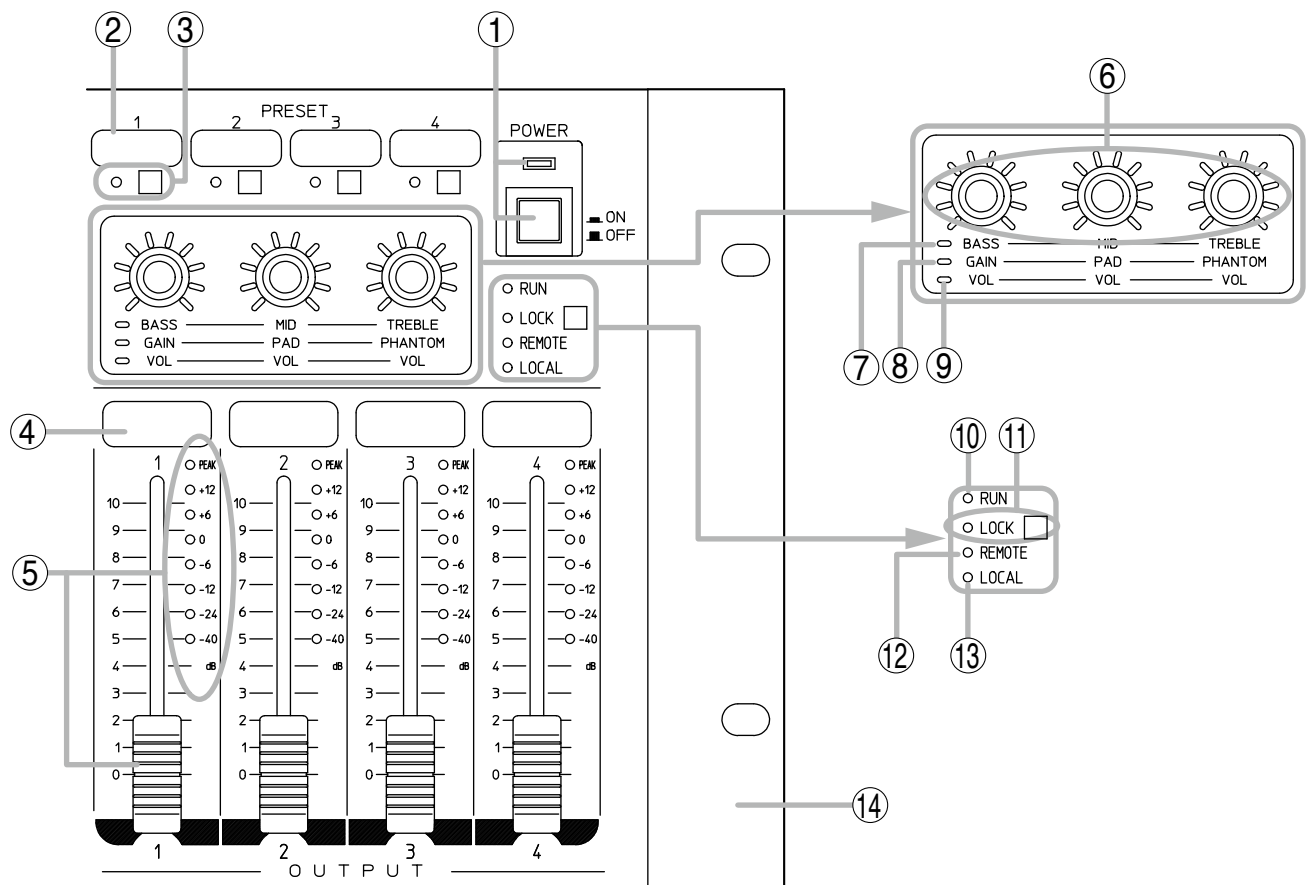 ② ③ ① ⑥
PRESET
1 2 3 4
POWER
ON
OFF
BASS MID TREBLE
GAIN PAD PHANTOM
VOL VOL VOL
RUN
LOCK
REMOTE
LOCAL
BASS MID TREBLE
GAIN PAD PHANTOM
VOL VOL VOL
⑦ ⑧ ⑨
④
⑤
1 PEAK 2 PEAK 3 PEAK 4 PEAK
+12 +12 +12 +12
10 10 10 10
+6 +6 +6 +6
9 9 9 9
0 0 0 0
8 8 8 8
-6 -6 -6 -6
7 7 7 7
-12 -12 -12 -12
6 6 6 6
-24 -24 -24 -24
5 -40 5 -40 5 -40 5 -40
4 dB 4 dB 4 dB 4 dB
3 3 3 3
2 2 2 2
1 1 1 1
0 0 0 0
1 2 3 4
OUTPUT
⑩ ⑪
RUN
LOCK
REMOTE
LOCAL
⑫ ⑬
⑭